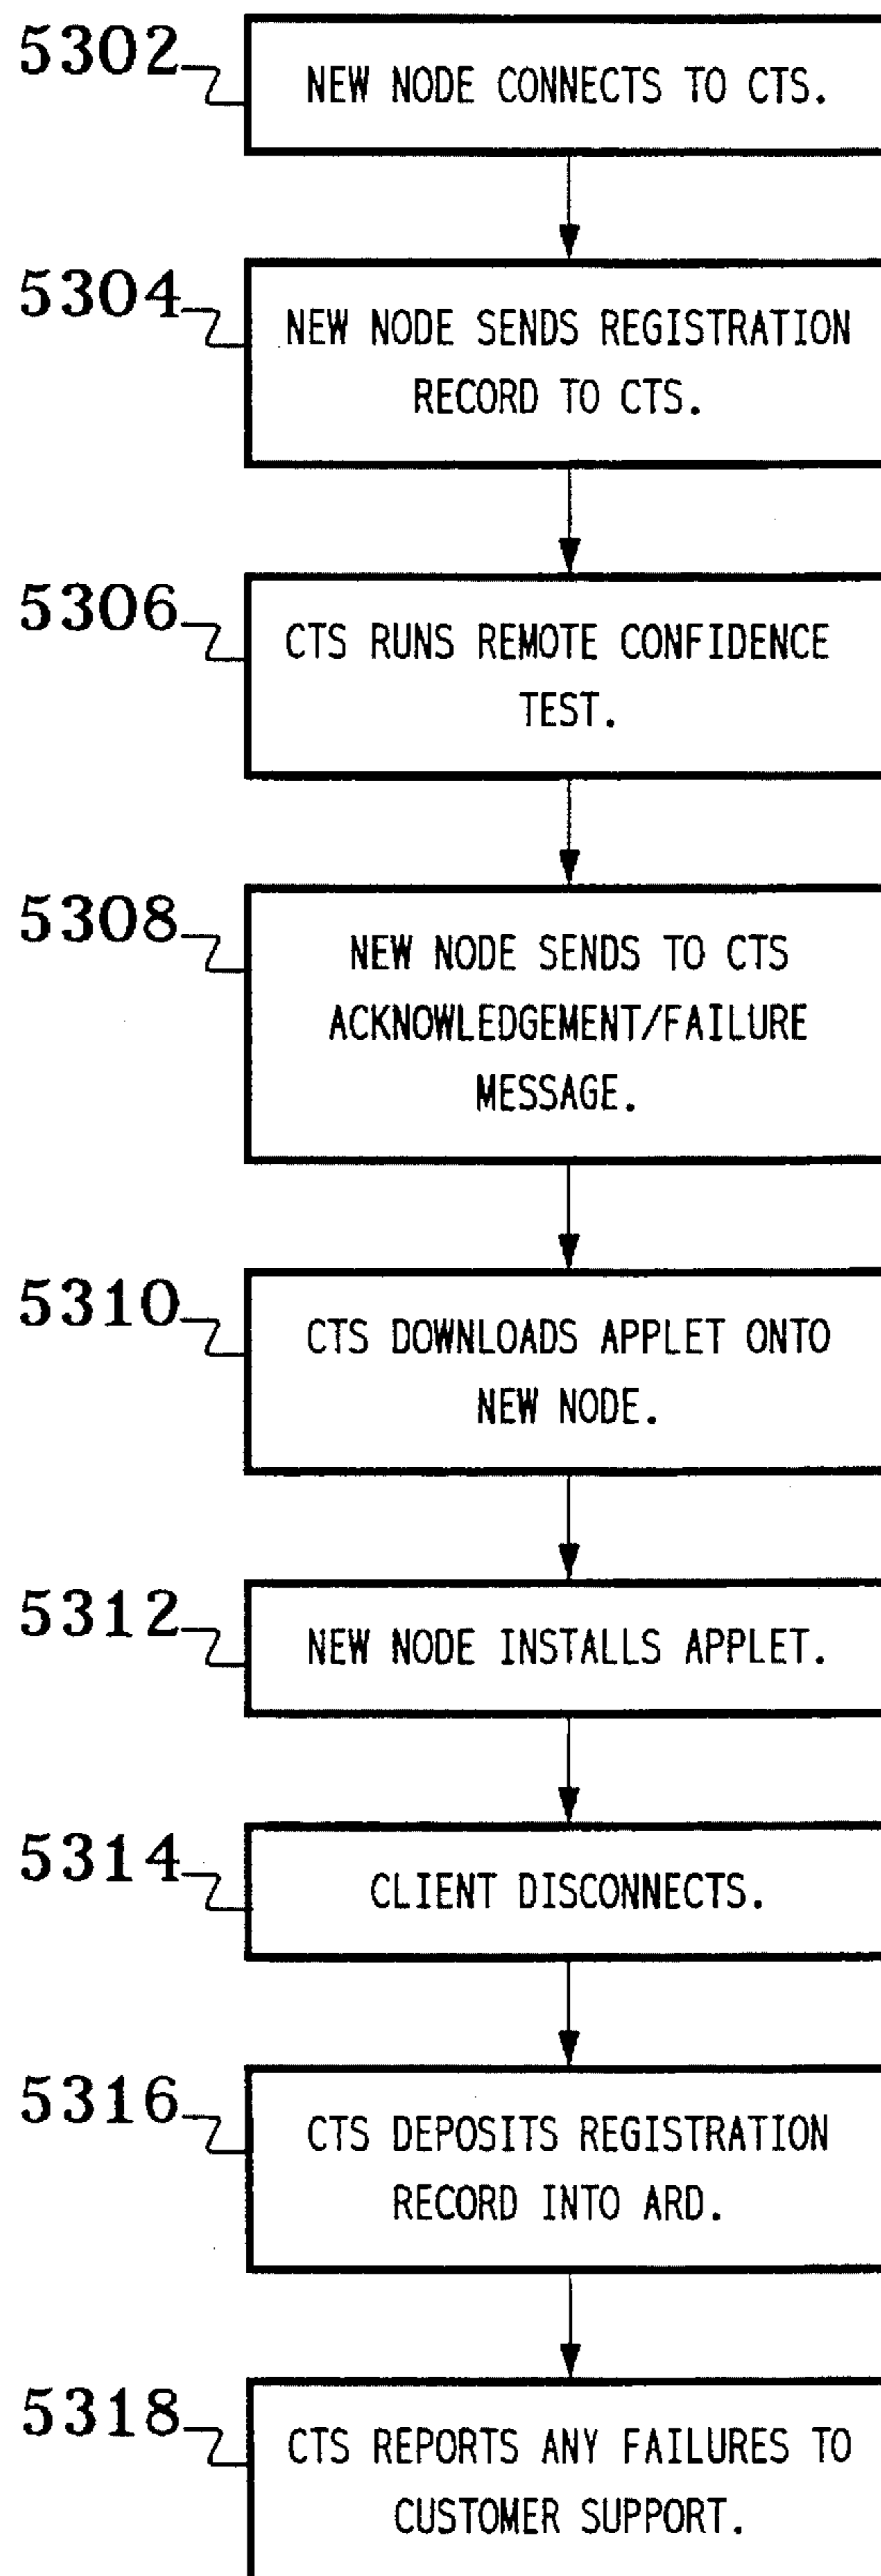 5302
NEW NODE CONNECTS TO CTS.
5304
NEW NODE SENDS REGISTRATION
RECORD TO CTS.
5306
CTS RUNS REMOTE CONFIDENCE
TEST.
5308
NEW NODE SENDS TO CTS
ACKNOWLEDGEMENT/FAILURE
MESSAGE.
5310
CTS DOWNLOADS APPLET ONTO
NEW NODE.
5312
NEW NODE INSTALLS APPLET.
5314
CLIENT DISCONNECTS.
5316
CTS DEPOSITS REGISTRATION
RECORD INTO ARD.
5318
CTS REPORTS ANY FAILURES TO
CUSTOMER SUPPORT.